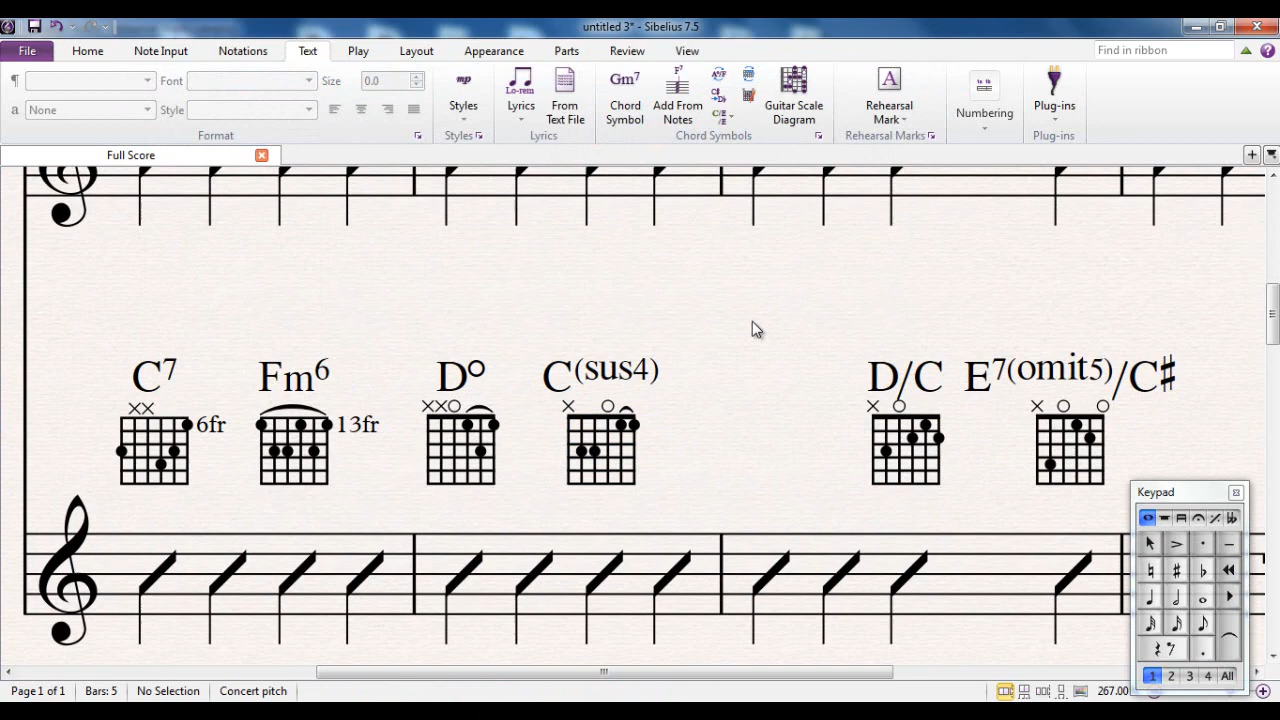 untitled 3* - Sibelius 7.5
File Home Note Input Notations Text Play Layout Appearance Parts Review View Find in ribbon
Font Size 0.0
None Style
Format
Styles
Styles
Lyrics
From Text File
Lyrics
Gm7
Chord Symbol
Add From Notes
Guitar Scale Diagram
Chord Symbols
Rehearsal Mark
Rehearsal Marks
Numbering
Plug-ins
Plug-ins
Full Score
C7 Fm6 D° C(sus4) D/C E7(omit5)/C♯
6fr 13fr
Keypad
1 2 3 4 All
Page 1 of 1 Bars: 5 No Selection Concert pitch 267.00